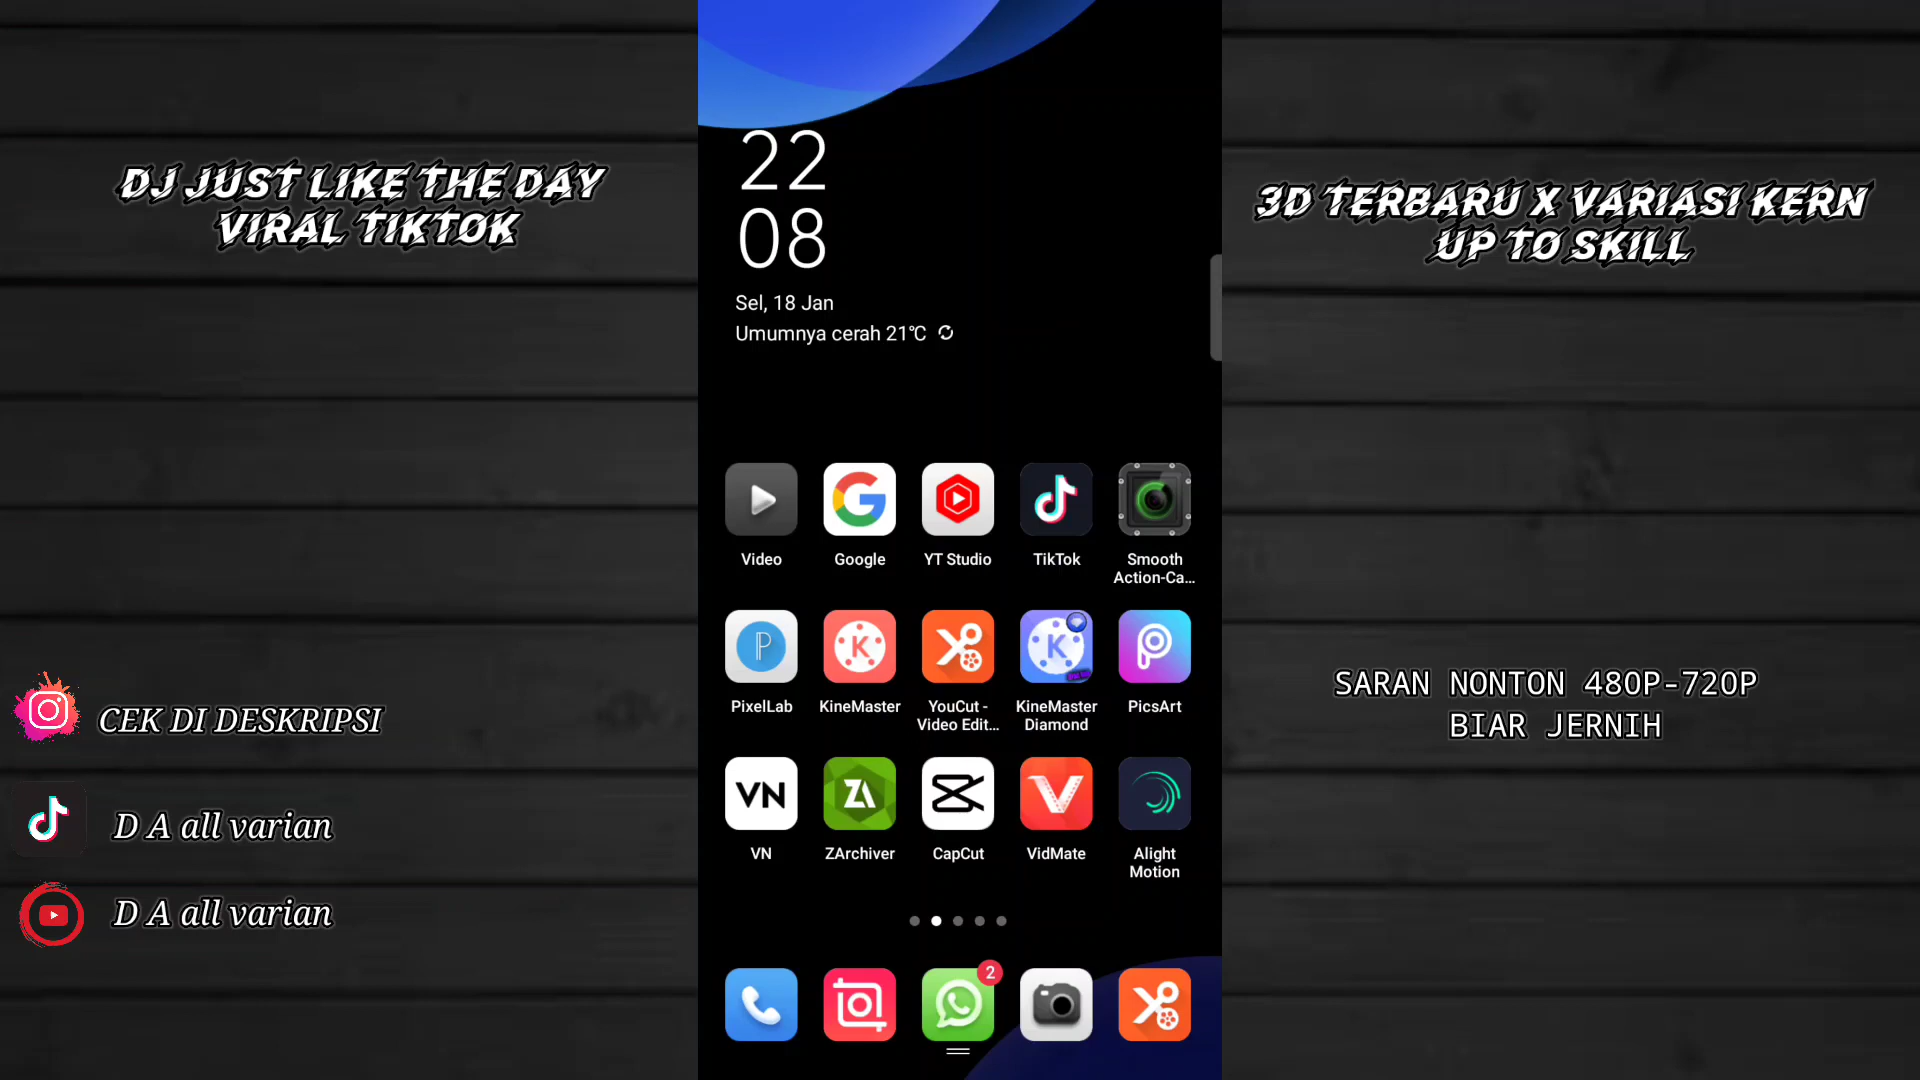 DJ JUST LIKE THE DAY
VIRAL TIKTOK
3D TERBARU X VARIASI KERN
UP TO SKILL
22
08
Sel, 18 Jan
Umumnya cerah 21°C
Video
Google
YT Studio
TikTok
Smooth
Action-Ca...
PixelLab
KineMaster
YouCut -
Video Edit...
KineMaster
Diamond
PicsArt
VN
VN
ZArchiver
CapCut
VidMate
Alight
Motion
2
CEK DI DESKRIPSI
D A all varian
D A all varian
SARAN NONTON 480P-720P
BIAR JERNIH